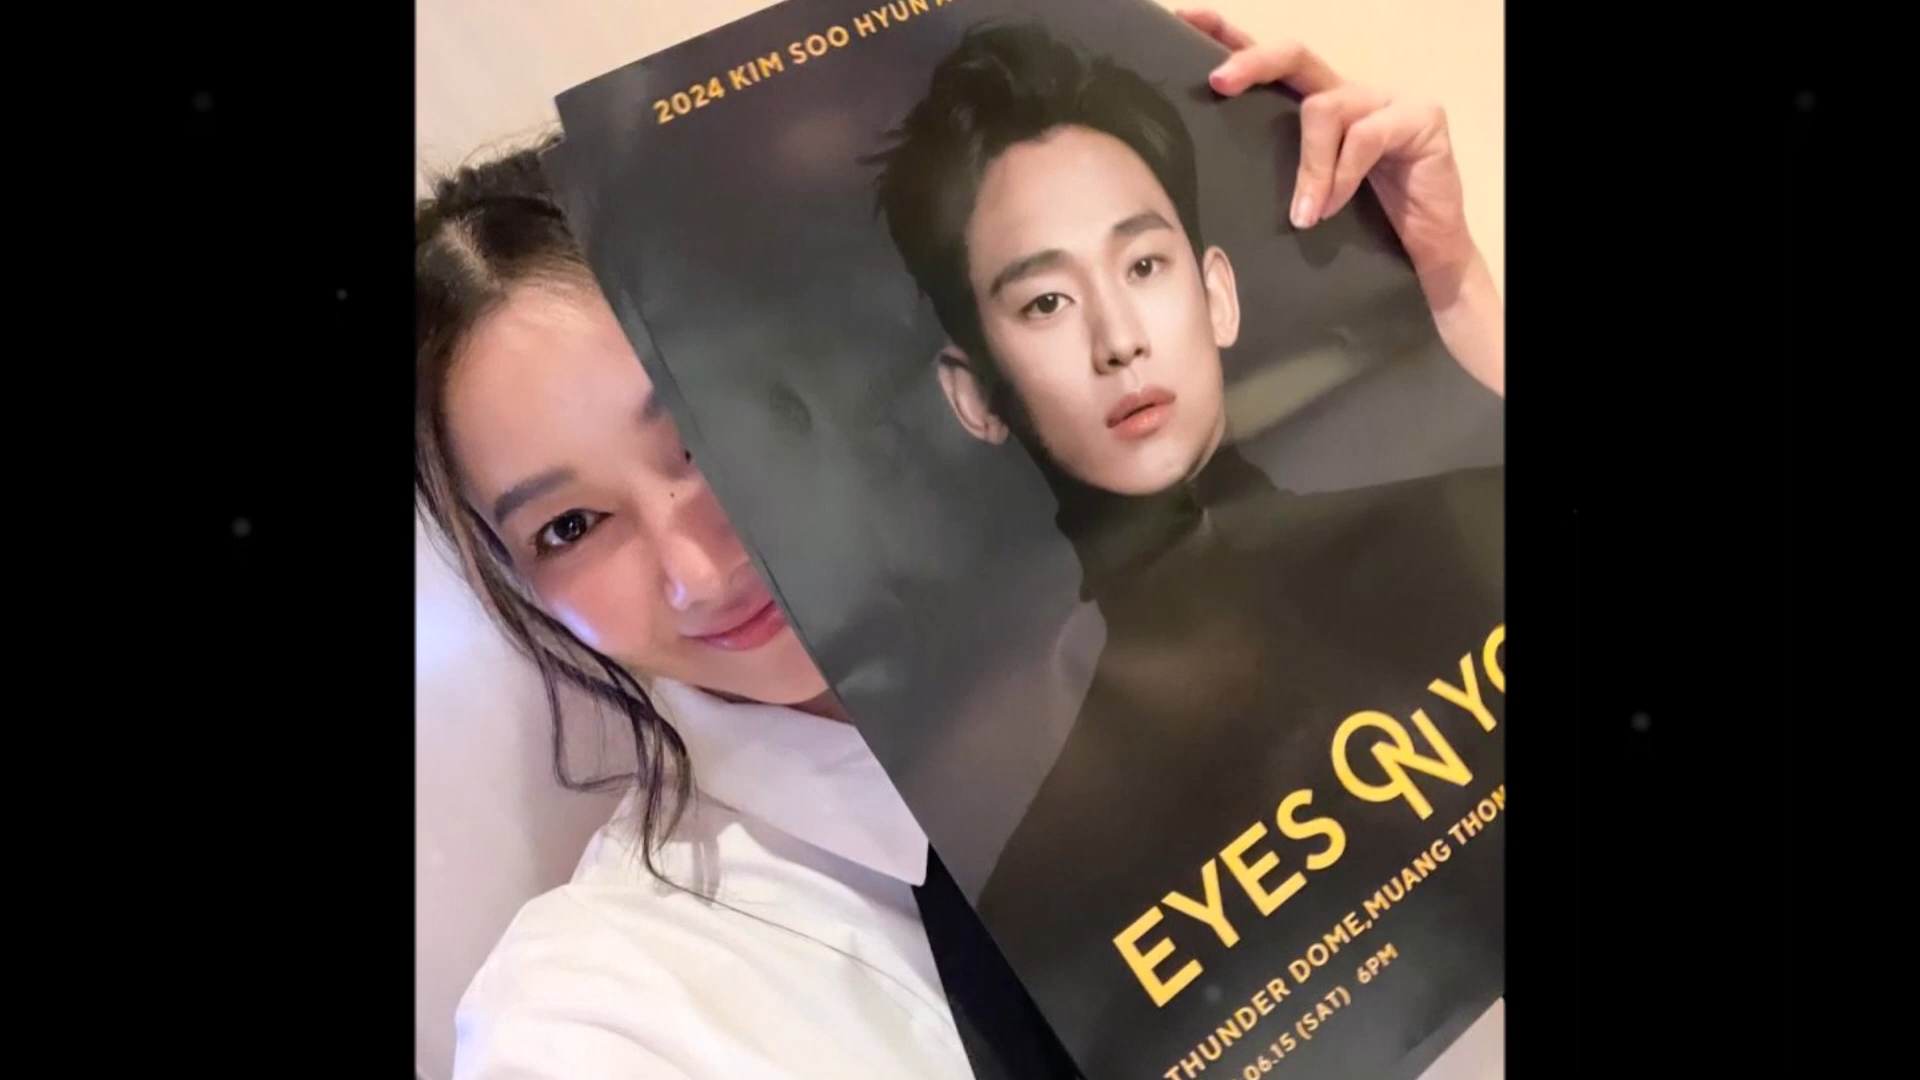 2024 KIM SOO HYUN
EYES ON YO
THUNDER DOME, MUANG THON
06.15 (SAT) 6PM